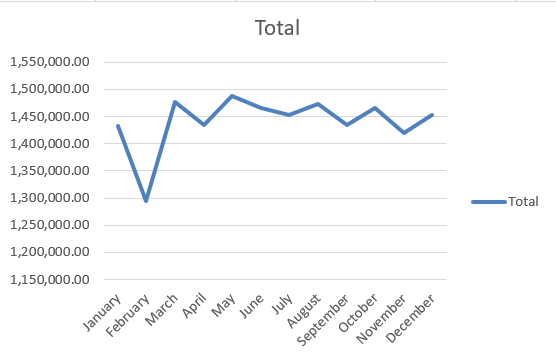 Total
1,550,000.00
1,500,000.00
1,450,000.00
1,400,000.00
1,350,000.00
1,300,000.00
1,250,000.00
1,200,000.00
1,150,000.00
January
February
March
April
May
June
July
August
September
October
November
December
Total